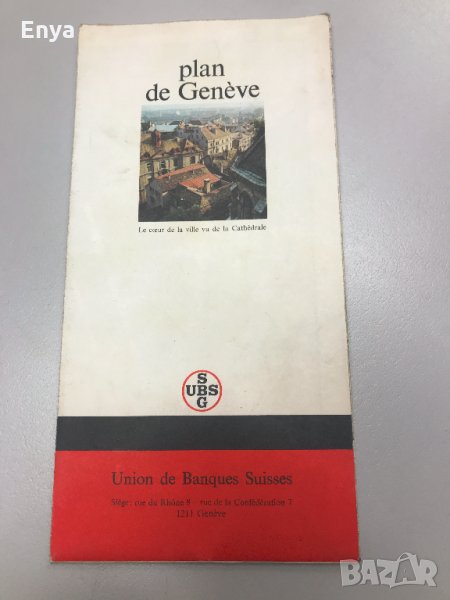 Enya
plan
de Genève
Le cœur de la ville vu de la Cathédrale
S
UBS
G
Union de Banques Suisses
Siège: rue du Rhône 8 - rue de la Confédération 7
1211 Genève
BAZAR